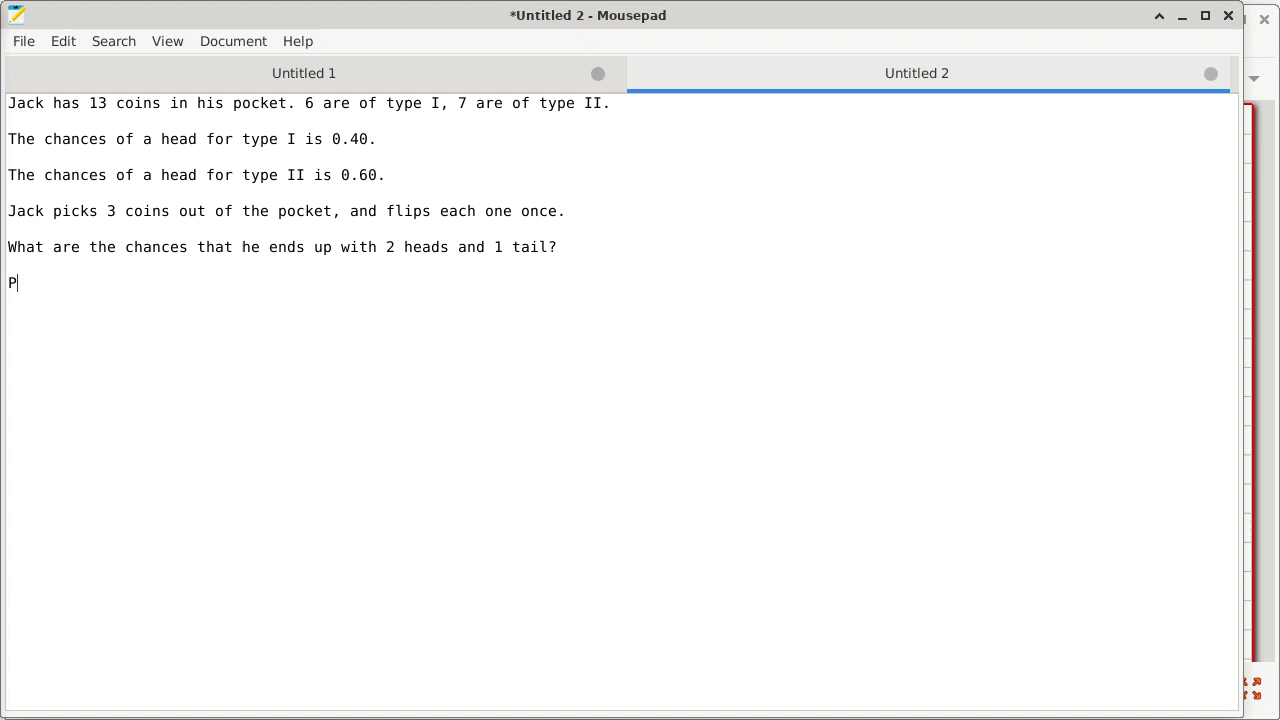 *Untitled 2 - Mousepad
File Edit Search View Document Help
Untitled 1 Untitled 2
Jack has 13 coins in his pocket. 6 are of type I, 7 are of type II.
The chances of a head for type I is 0.40.
The chances of a head for type II is 0.60.
Jack picks 3 coins out of the pocket, and flips each one once.
What are the chances that he ends up with 2 heads and 1 tail?
P